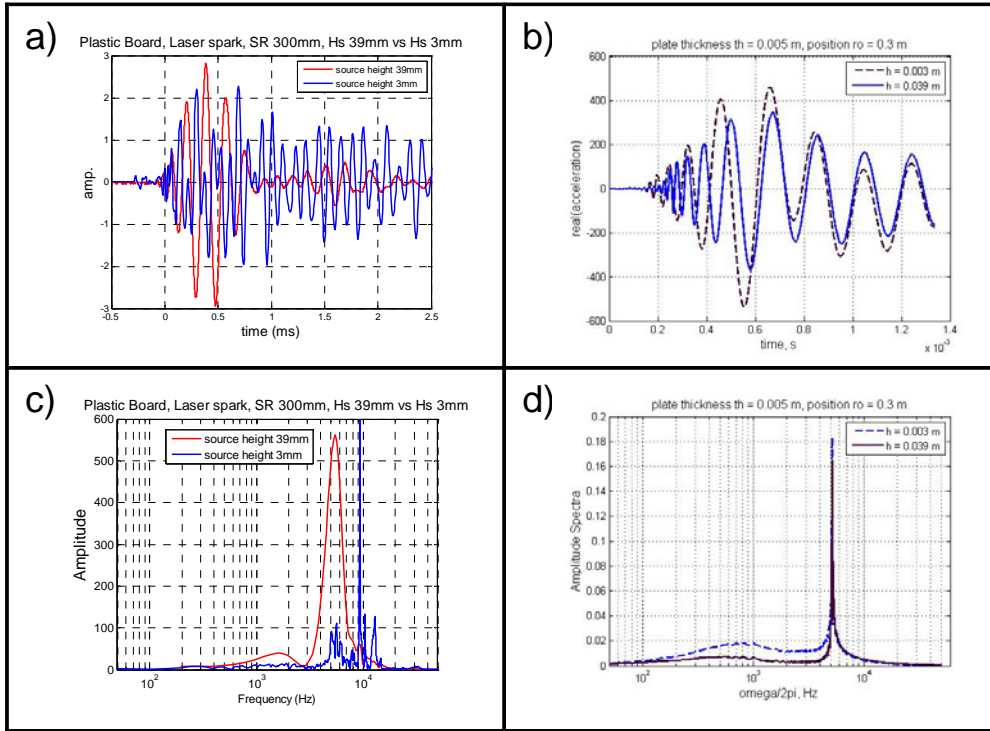 a)
Plastic Board, Laser spark, SR 300mm, Hs 39mm vs Hs 3mm
3
2
1
0
-1
-2
3
amp.
source height 39mm
source height 3mm
-0.5
0
0.5
1
1.5
2
2.5
time (ms)
b)
plate thickness th = 0.005 m, position ro = 0.3 m
600
400
200
0
-200
-400
-600
real(acceleration)
h = 0.003 m
h = 0.039 m
0
0.2
0.4
0.6
0.8
1
1.2
1.4
x 10^-3
time, s
c)
Plastic Board, Laser spark, SR 300mm, Hs 39mm vs Hs 3mm
600
500
400
300
200
100
0
Amplitude
source height 39mm
source height 3mm
10^2
10^3
10^4
Frequency (Hz)
d)
plate thickness th = 0.005 m, position ro = 0.3 m
0.2
0.18
0.16
0.14
0.12
0.1
0.08
0.06
0.04
0.02
0
Amplitude Spectra
h = 0.003 m
h = 0.039 m
10^2
10^3
10^4
omega/2pi, Hz